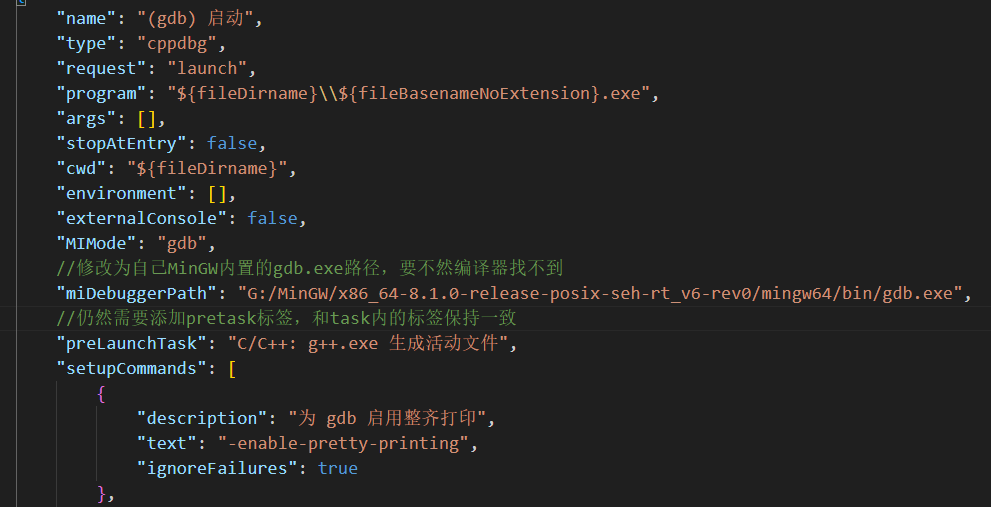 "name": "(gdb) 启动",
"type": "cppdbg",
"request": "launch",
"program": "${fileDirname}\\${fileBasenameNoExtension}.exe",
"args": [],
"stopAtEntry": false,
"cwd": "${fileDirname}",
"environment": [],
"externalConsole": false,
"MIMode": "gdb",
//修改为自己MinGW内置的gdb.exe路径，要不然编译器找不到
"miDebuggerPath": "G:/MinGW/x86_64-8.1.0-release-posix-seh-rt_v6-rev0/mingw64/bin/gdb.exe",
//仍然需要添加pretask标签，和task内的标签保持一致
"preLaunchTask": "C/C++: g++.exe 生成活动文件",
"setupCommands": [
{
"description": "为 gdb 启用整齐打印",
"text": "-enable-pretty-printing",
"ignoreFailures": true
},